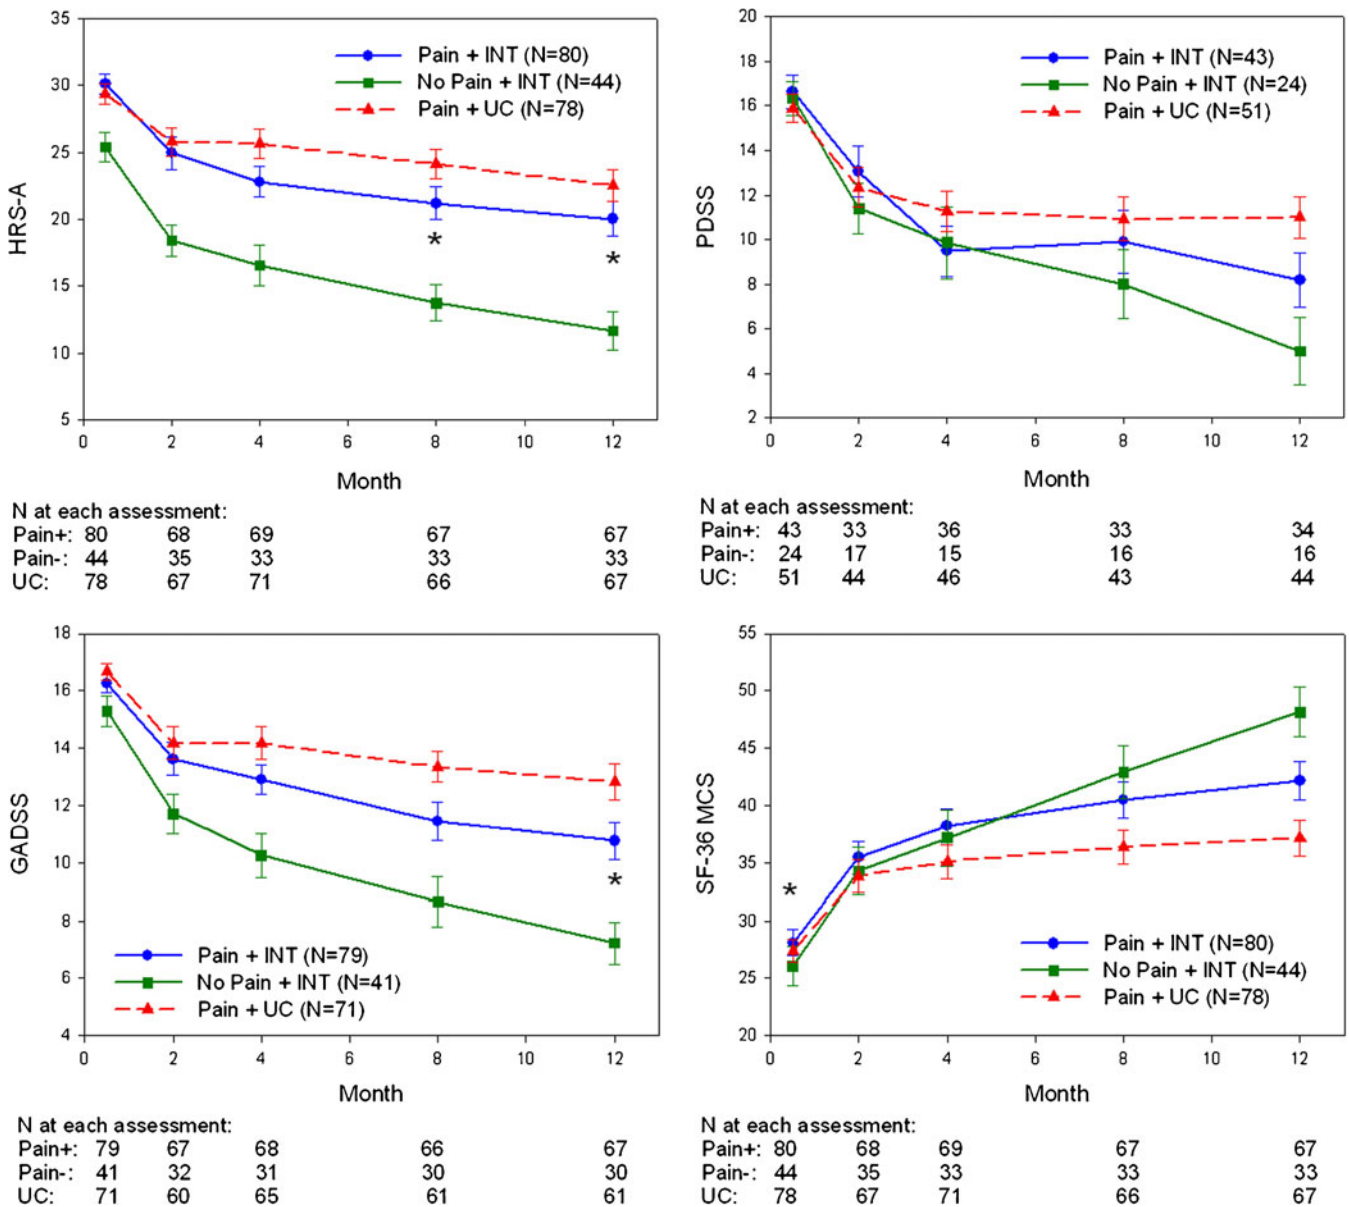 35
30
25
20
15
10
5
HRS-A
Pain + INT (N=80)
No Pain + INT (N=44)
Pain + UC (N=78)
*
*
0 2 4 6 8 10 12
Month
N at each assessment:
Pain+: 80 68 69 67 67
Pain-: 44 35 33 33 33
UC: 78 67 71 66 67
20
18
16
14
12
10
8
6
4
2
PDSS
Pain + INT (N=43)
No Pain + INT (N=24)
Pain + UC (N=51)
0 2 4 6 8 10 12
Month
N at each assessment:
Pain+: 43 33 36 33 34
Pain-: 24 17 15 16 16
UC: 51 44 46 43 44
18
16
14
12
10
8
6
4
GADSS
*
Pain + INT (N=79)
No Pain + INT (N=41)
Pain + UC (N=71)
0 2 4 6 8 10 12
Month
N at each assessment:
Pain+: 79 67 68 66 67
Pain-: 41 32 31 30 30
UC: 71 60 65 61 61
55
50
45
40
35
30
25
20
SF-36 MCS
*
Pain + INT (N=80)
No Pain + INT (N=44)
Pain + UC (N=78)
0 2 4 6 8 10 12
Month
N at each assessment:
Pain+: 80 68 69 67 67
Pain-: 44 35 33 33 33
UC: 78 67 71 66 67